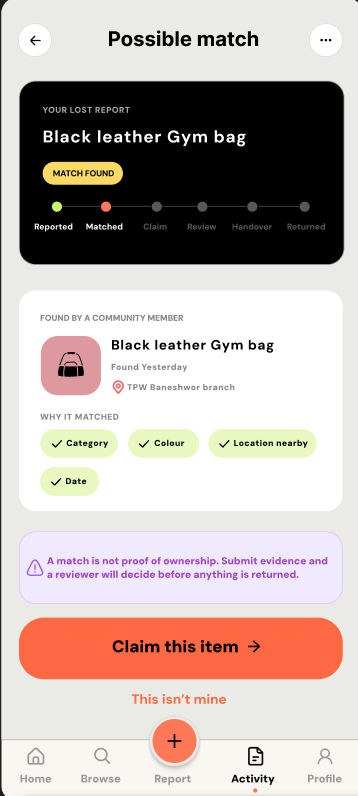 Possible match
YOUR LOST REPORT
Black leather Gym bag
MATCH FOUND
Reported Matched Claim Review Handover Returned
FOUND BY A COMMUNITY MEMBER
Black leather Gym bag
Found Yesterday
TPW Baneshwor branch
WHY IT MATCHED
Category Colour Location nearby
Date
A match is not proof of ownership. Submit evidence and
a reviewer will decide before anything is returned.
Claim this item
This isn't mine
Home Browse Report Activity Profile